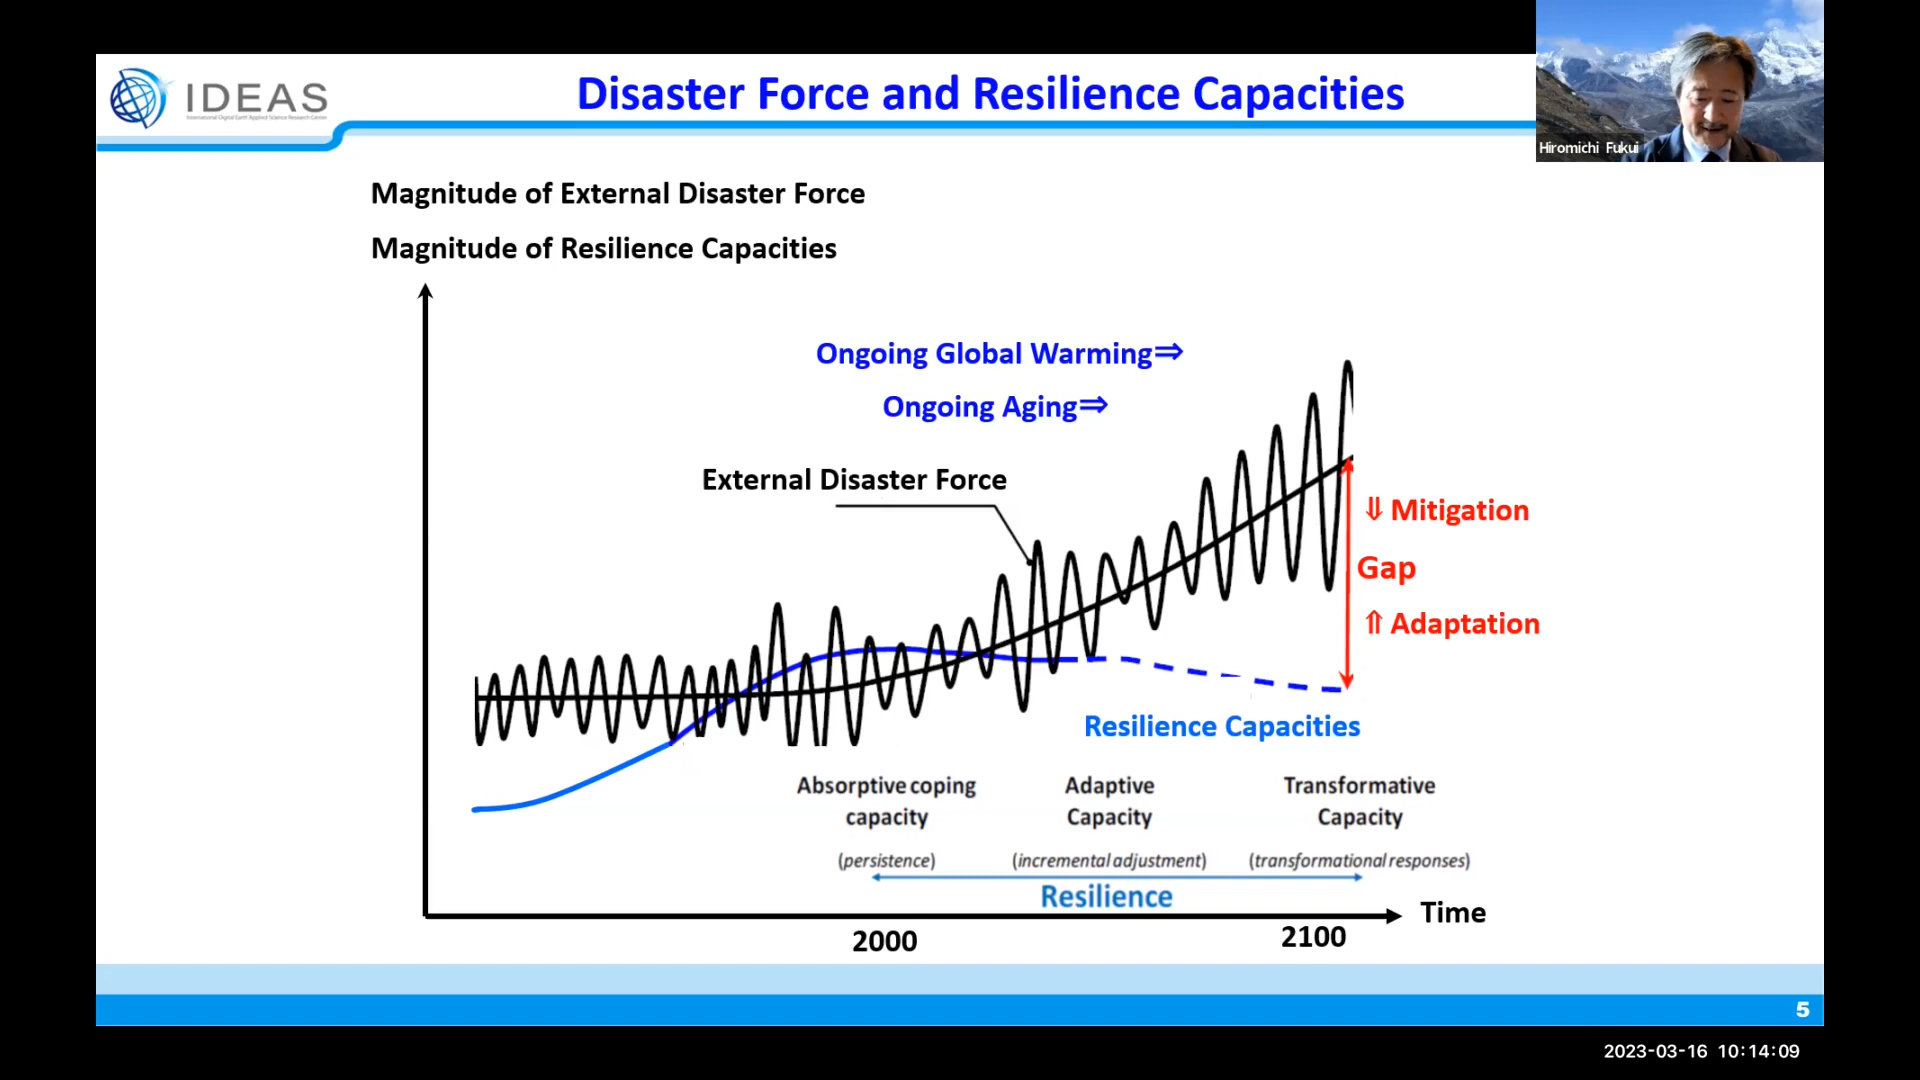 IDEAS
International Digital Earth Applied Science Research Center
Disaster Force and Resilience Capacities
Hiromichi Fukui
Magnitude of External Disaster Force
Magnitude of Resilience Capacities
Ongoing Global Warming⇒
Ongoing Aging⇒
External Disaster Force
⇓ Mitigation
Gap
⇑ Adaptation
Resilience Capacities
Absorptive coping capacity
(persistence)
Adaptive Capacity
(incremental adjustment)
Transformative Capacity
(transformational responses)
Resilience
Time
2000
2100
5
2023-03-16 10:14:09